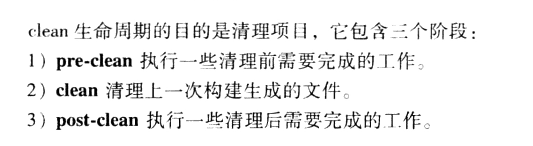 clean 生命周期的目的是清理项目，它包含三个阶段：
1）pre-clean 执行一些清理前需要完成的工作。
2）clean 清理上一次构建生成的文件。
3）post-clean 执行一些清理后需要完成的工作。